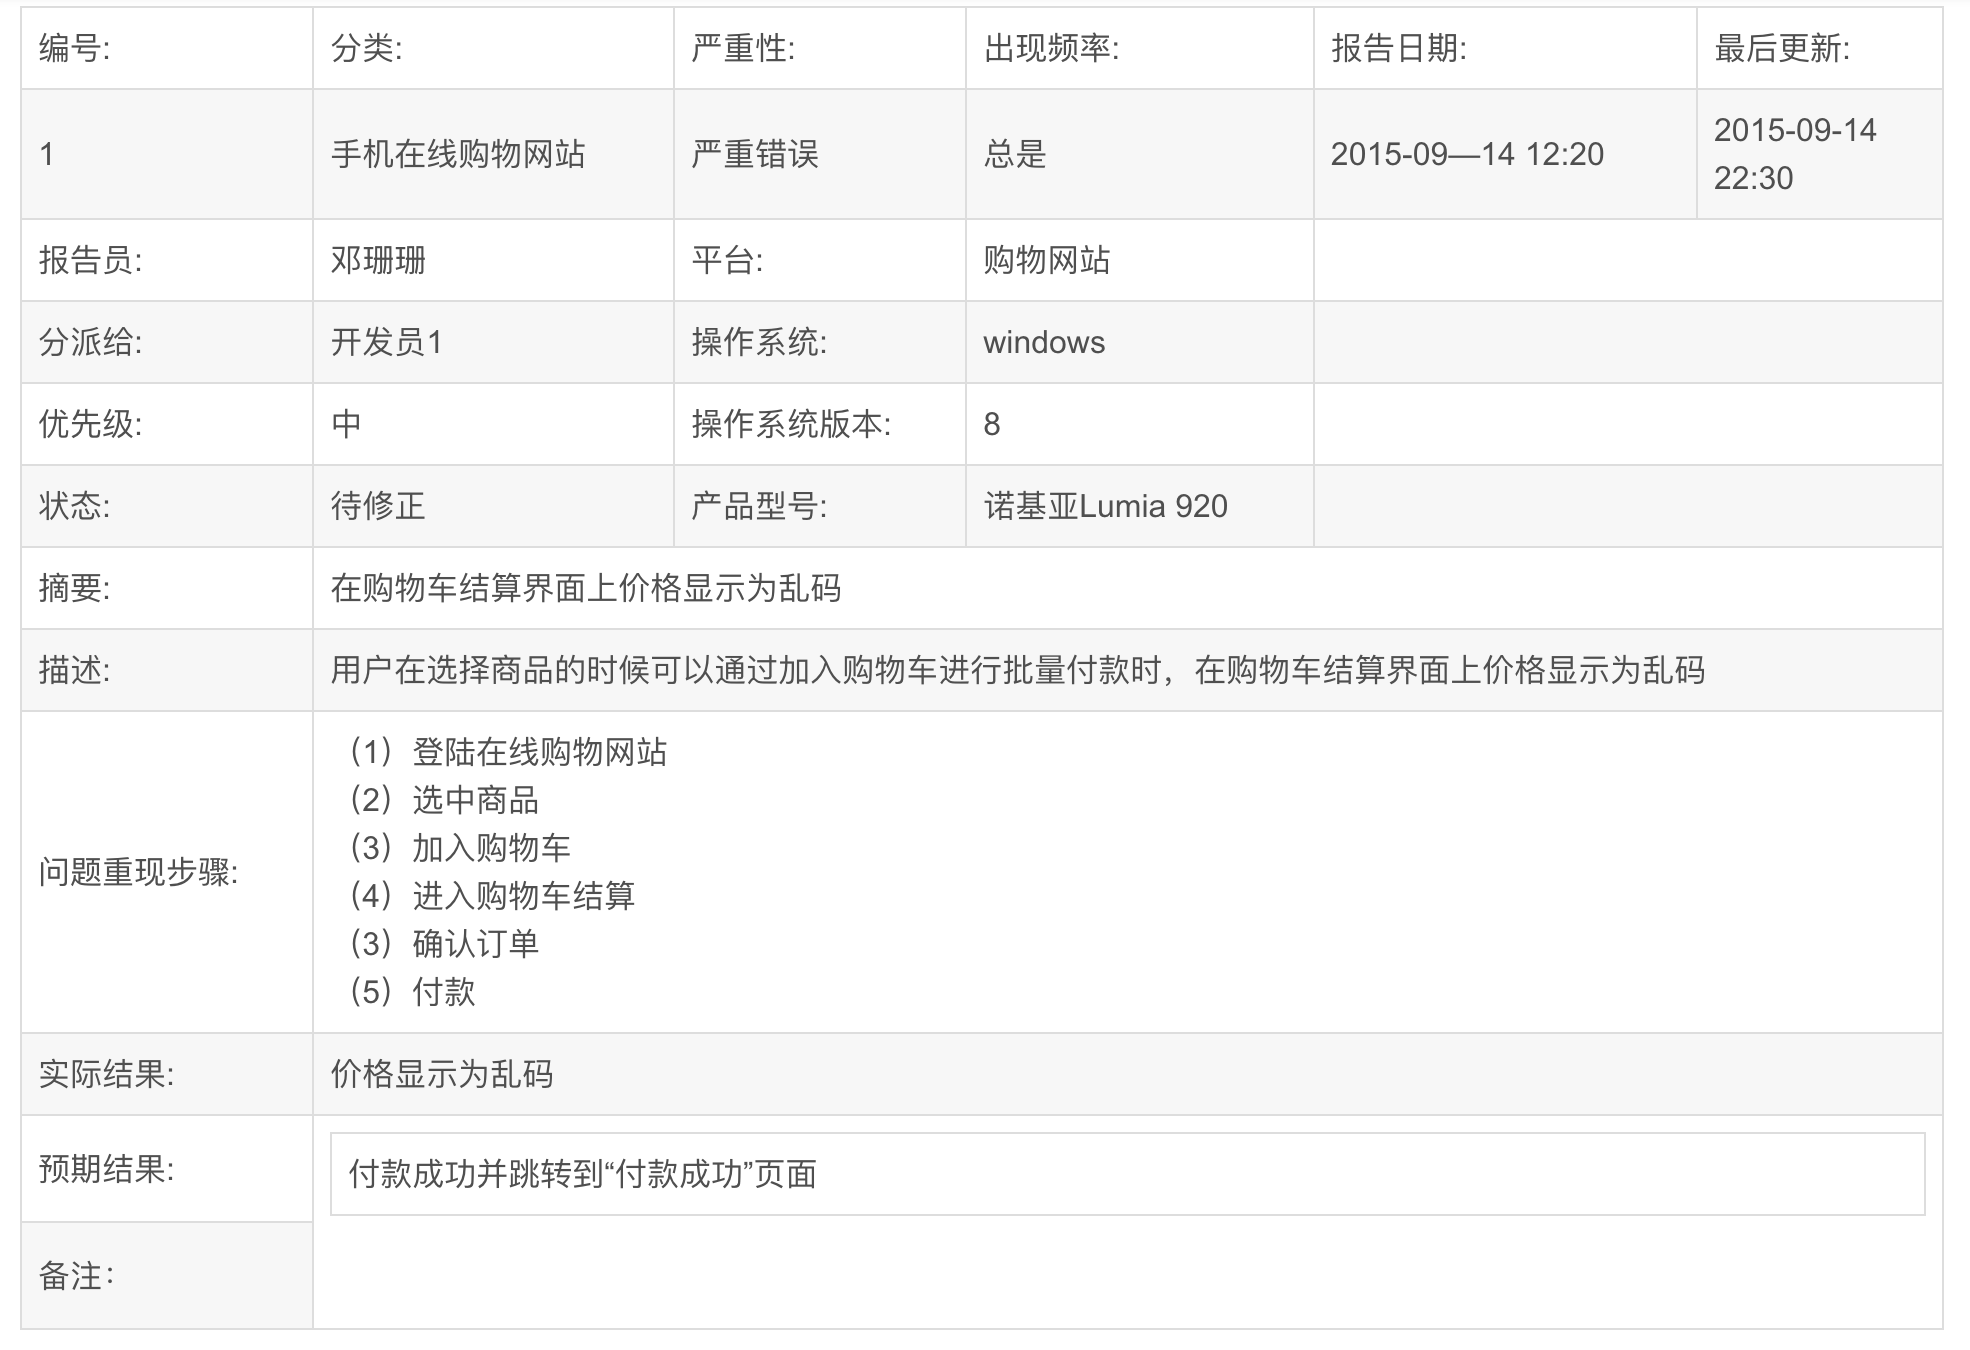 编号: 分类: 严重性: 出现频率: 报告日期: 最后更新:
1 手机在线购物网站 严重错误 总是 2015-09—14 12:20 2015-09-14
22:30
报告员: 邓珊珊 平台: 购物网站
分派给: 开发员1 操作系统: windows
优先级: 中 操作系统版本: 8
状态: 待修正 产品型号: 诺基亚Lumia 920
摘要: 在购物车结算界面上价格显示为乱码
描述: 用户在选择商品的时候可以通过加入购物车进行批量付款时，在购物车结算界面上价格显示为乱码
问题重现步骤:
（1）登陆在线购物网站
（2）选中商品
（3）加入购物车
（4）进入购物车结算
（3）确认订单
（5）付款
实际结果: 价格显示为乱码
预期结果: 付款成功并跳转到“付款成功”页面
备注：